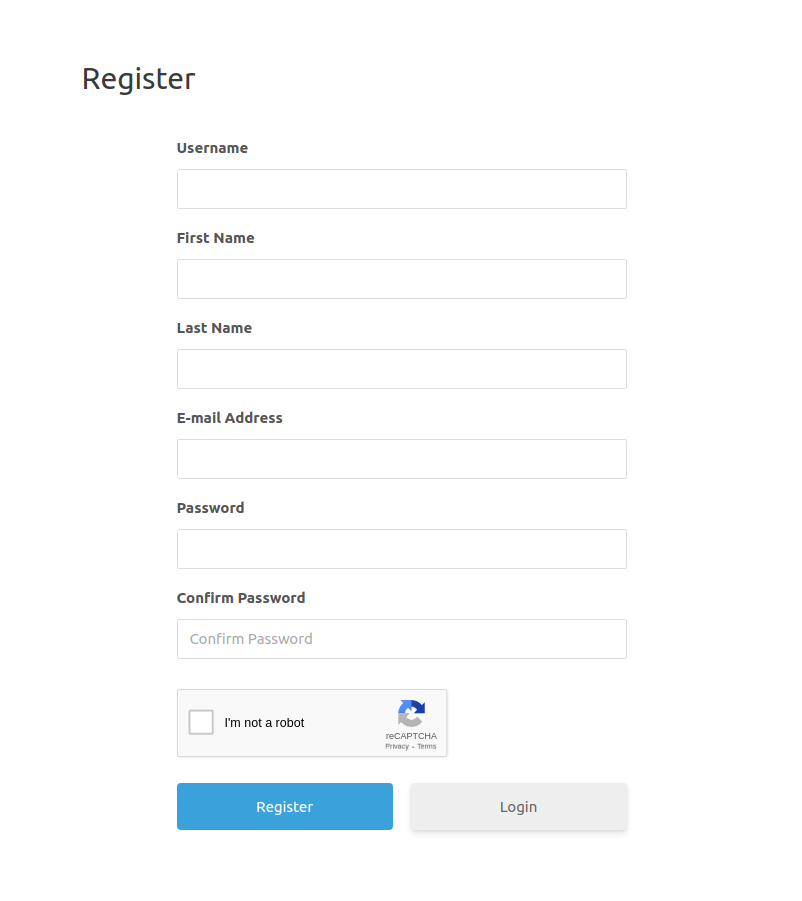 Register
Username
First Name
Last Name
E-mail Address
Password
Confirm Password
Confirm Password
I'm not a robot
reCAPTCHA
Privacy - Terms
Register
Login